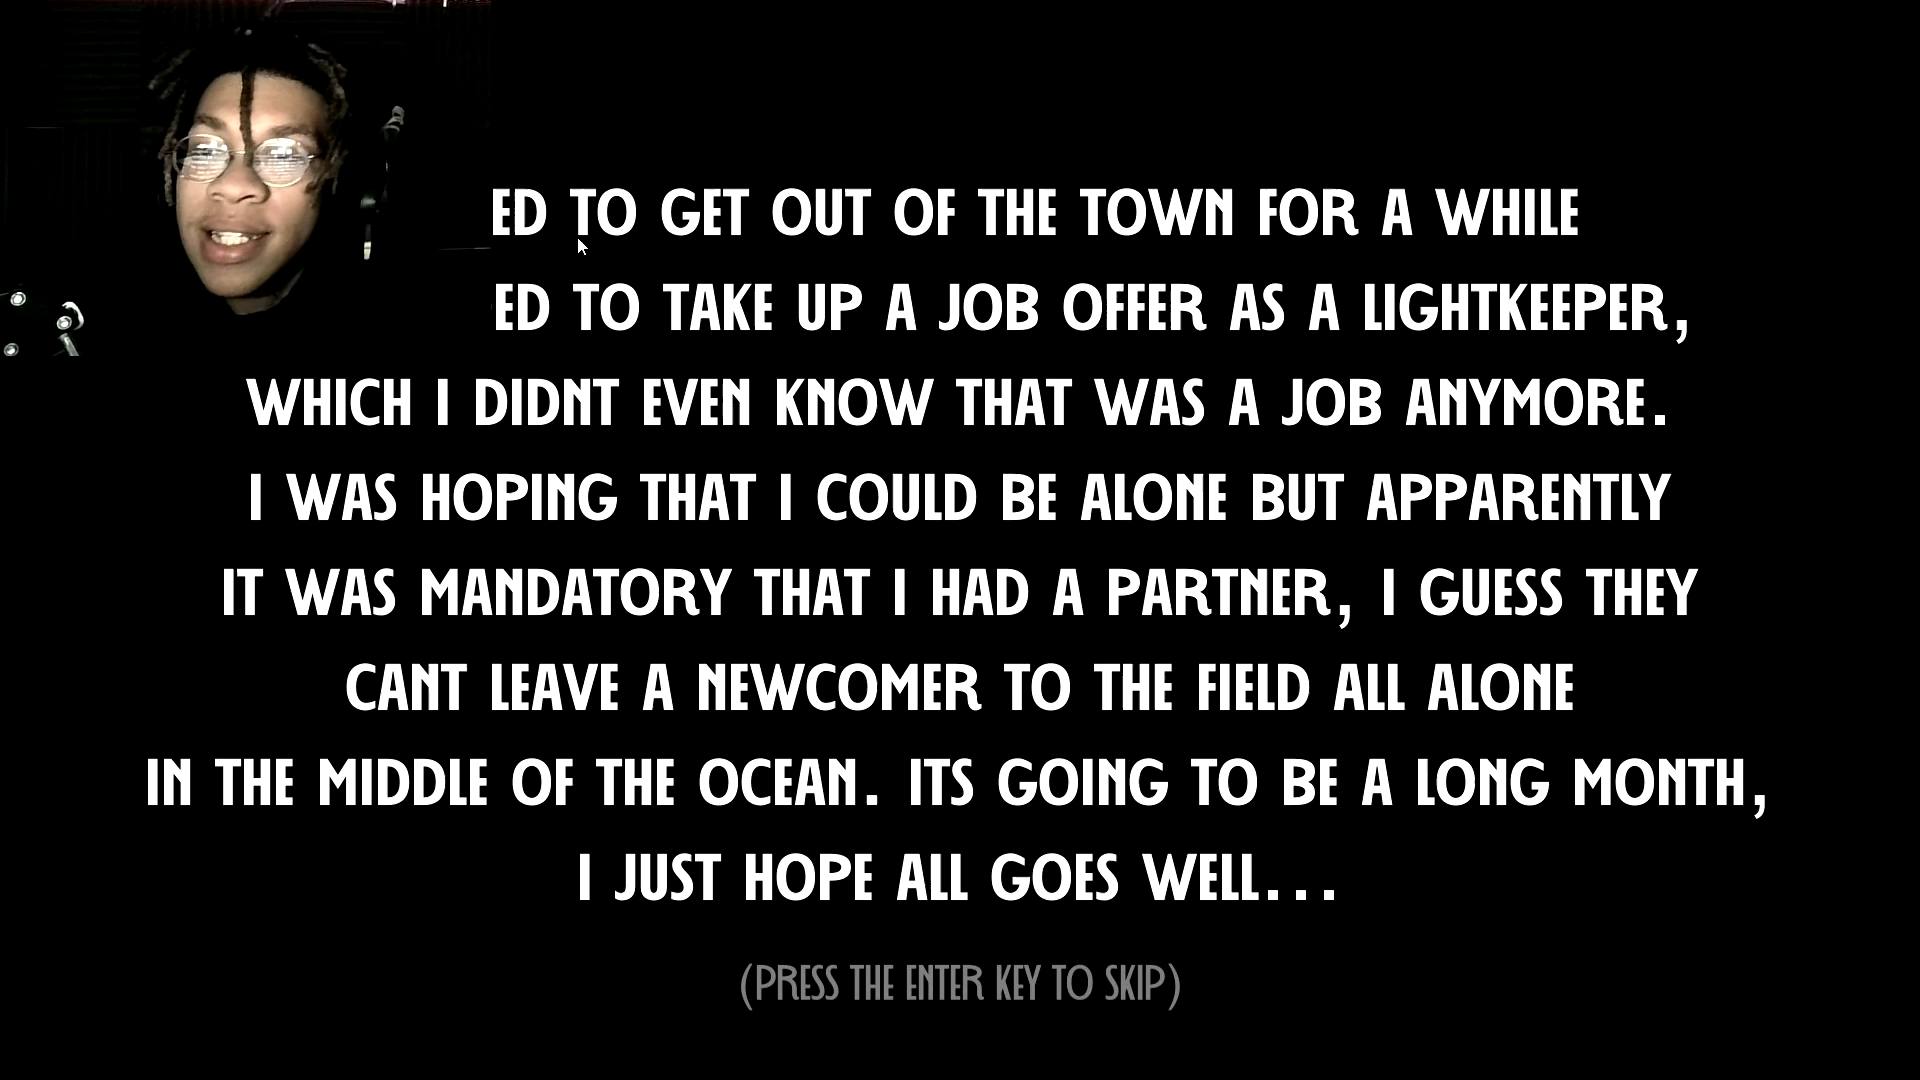 ED TO GET OUT OF THE TOWN FOR A WHILE
ED TO TAKE UP A JOB OFFER AS A LIGHTKEEPER,
WHICH I DIDNT EVEN KNOW THAT WAS A JOB ANYMORE.
I WAS HOPING THAT I COULD BE ALONE BUT APPARENTLY
IT WAS MANDATORY THAT I HAD A PARTNER, I GUESS THEY
CANT LEAVE A NEWCOMER TO THE FIELD ALL ALONE
IN THE MIDDLE OF THE OCEAN. ITS GOING TO BE A LONG MONTH,
I JUST HOPE ALL GOES WELL...
(PRESS THE ENTER KEY TO SKIP)